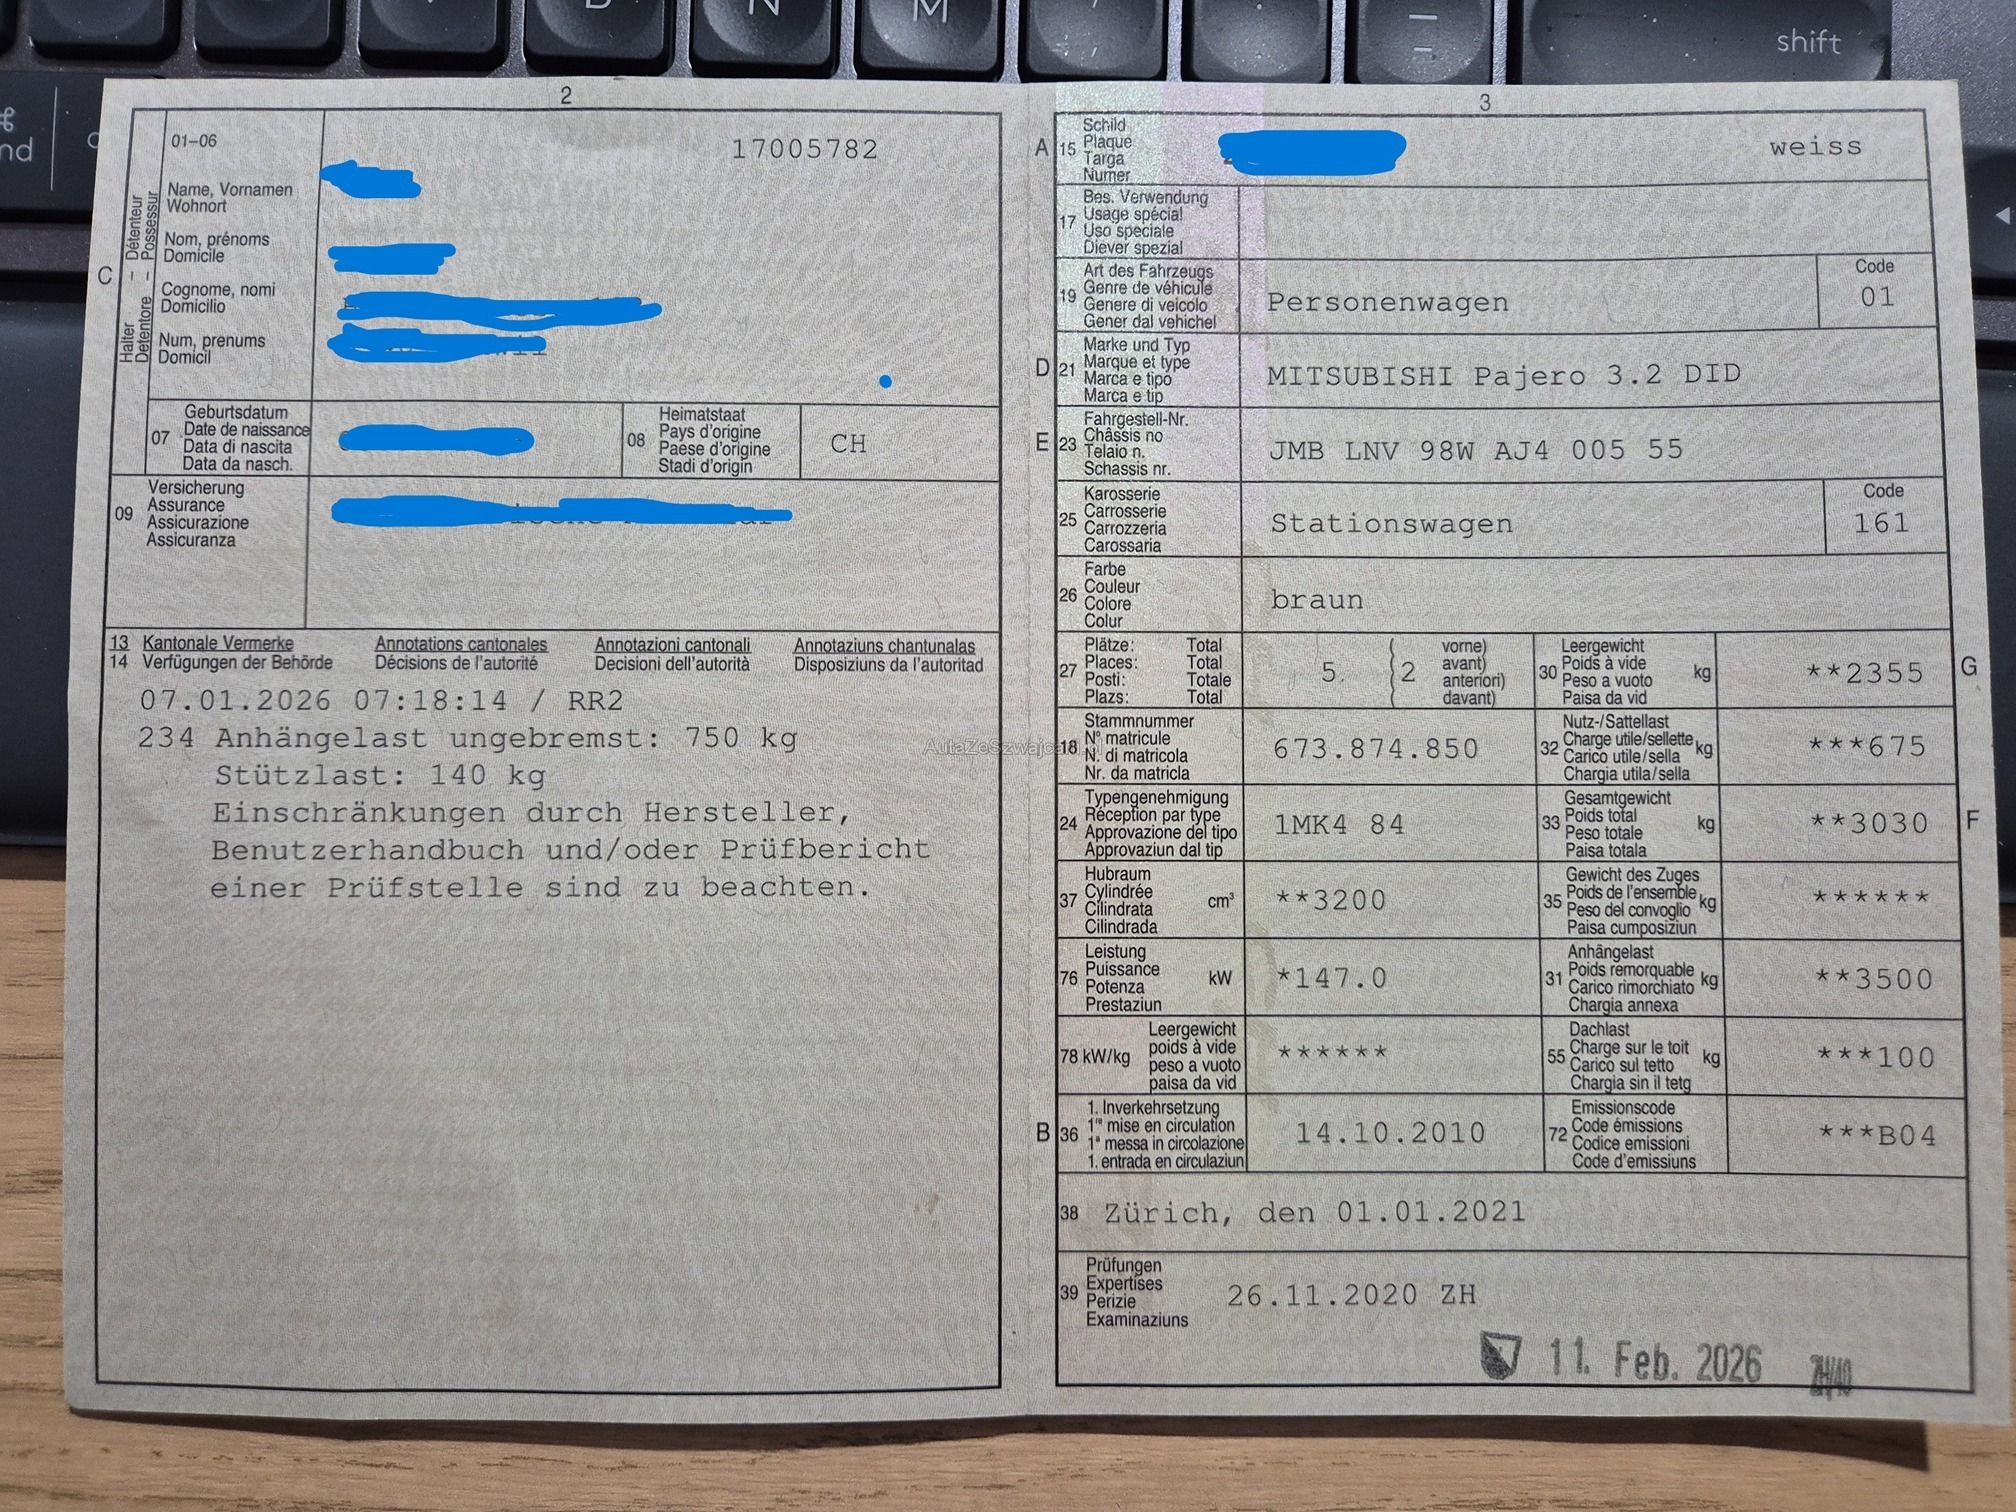 shift
B
N
M
2
01–06
17005782
Name, Vornamen
Wohnort
Nom, prénoms
Domicile
Cognome, nomi
Domicilio
Num, prenums
Domicil
C
Halter – Détenteur
Detentore – Possessur
07
Geburtsdatum
Date de naissance
Data di nascita
Data da nasch.
08
Heimatstaat
Pays d'origine
Paese d'origine
Stadi d'origin
CH
09
Versicherung
Assurance
Assicurazione
Assicuranza
13 Kantonale Vermerke Annotations cantonales Annotazioni cantonali Annotaziuns chantunalas
14 Verfügungen der Behörde Décisions de l'autorité Decisioni dell'autorità Disposiziuns da l'autoritad
07.01.2026 07:18:14 / RR2
234 Anhängelast ungebremst: 750 kg
Stützlast: 140 kg
Einschränkungen durch Hersteller,
Benutzerhandbuch und/oder Prüfbericht
einer Prüfstelle sind zu beachten.
3
A 15
Schild
Plaque
Targa
Numer
weiss
17
Bes. Verwendung
Usage spécial
Uso speciale
Diever spezial
19
Art des Fahrzeugs
Genre de véhicule
Genere di veicolo
Gener dal vehichel
Personenwagen
Code
01
D 21
Marke und Typ
Marque et type
Marca e tipo
Marca e tip
MITSUBISHI Pajero 3.2 DID
E 23
Fahrgestell-Nr.
Châssis no
Telaio n.
Schassis nr.
JMB LNV 98W AJ4 005 55
25
Karosserie
Carrosserie
Carrozzeria
Carossaria
Stationswagen
Code
161
26
Farbe
Couleur
Colore
Colur
braun
27
Plätze: Total
Places: Total
Posti: Totale
Plazs: Total
5
2
vorne)
avant)
anteriori)
davant)
30
Leergewicht
Poids à vide
Peso a vuoto
Paisa da vid
kg
**2355
G
18
Stammnummer
N° matricule
N. di matricola
Nr. da matricla
673.874.850
32
Nutz-/Sattellast
Charge utile/sellette
Carico utile/sella
Chargia utila/sella
kg
***675
24
Typengenehmigung
Réception par type
Approvazione del tipo
Approvaziun dal tip
1MK4 84
33
Gesamtgewicht
Poids total
Peso totale
Paisa totala
kg
**3030
F
37
Hubraum
Cylindrée
Cilindrata
Cilindrada
cm³
**3200
35
Gewicht des Zuges
Poids de l'ensemble
Peso del convoglio
Paisa cumposiziun
kg
******
76
Leistung
Puissance
Potenza
Prestaziun
kW
*147.0
31
Anhängelast
Poids remorquable
Carico rimorchiato
Chargia annexa
kg
**3500
78 kW/kg
Leergewicht
poids à vide
peso a vuoto
paisa da vid
******
55
Dachlast
Charge sur le toit
Carico sul tetto
Chargia sin il tetg
kg
***100
B 36
1. Inverkehrsetzung
1re mise en circulation
1a messa in circolazione
1. entrada en circulaziun
14.10.2010
72
Emissionscode
Code émissions
Codice emissioni
Code d'emissiuns
***B04
38 Zürich, den 01.01.2021
39
Prüfungen
Expertises
Perizie
Examinaziuns
26.11.2020 ZH
11. Feb. 2026